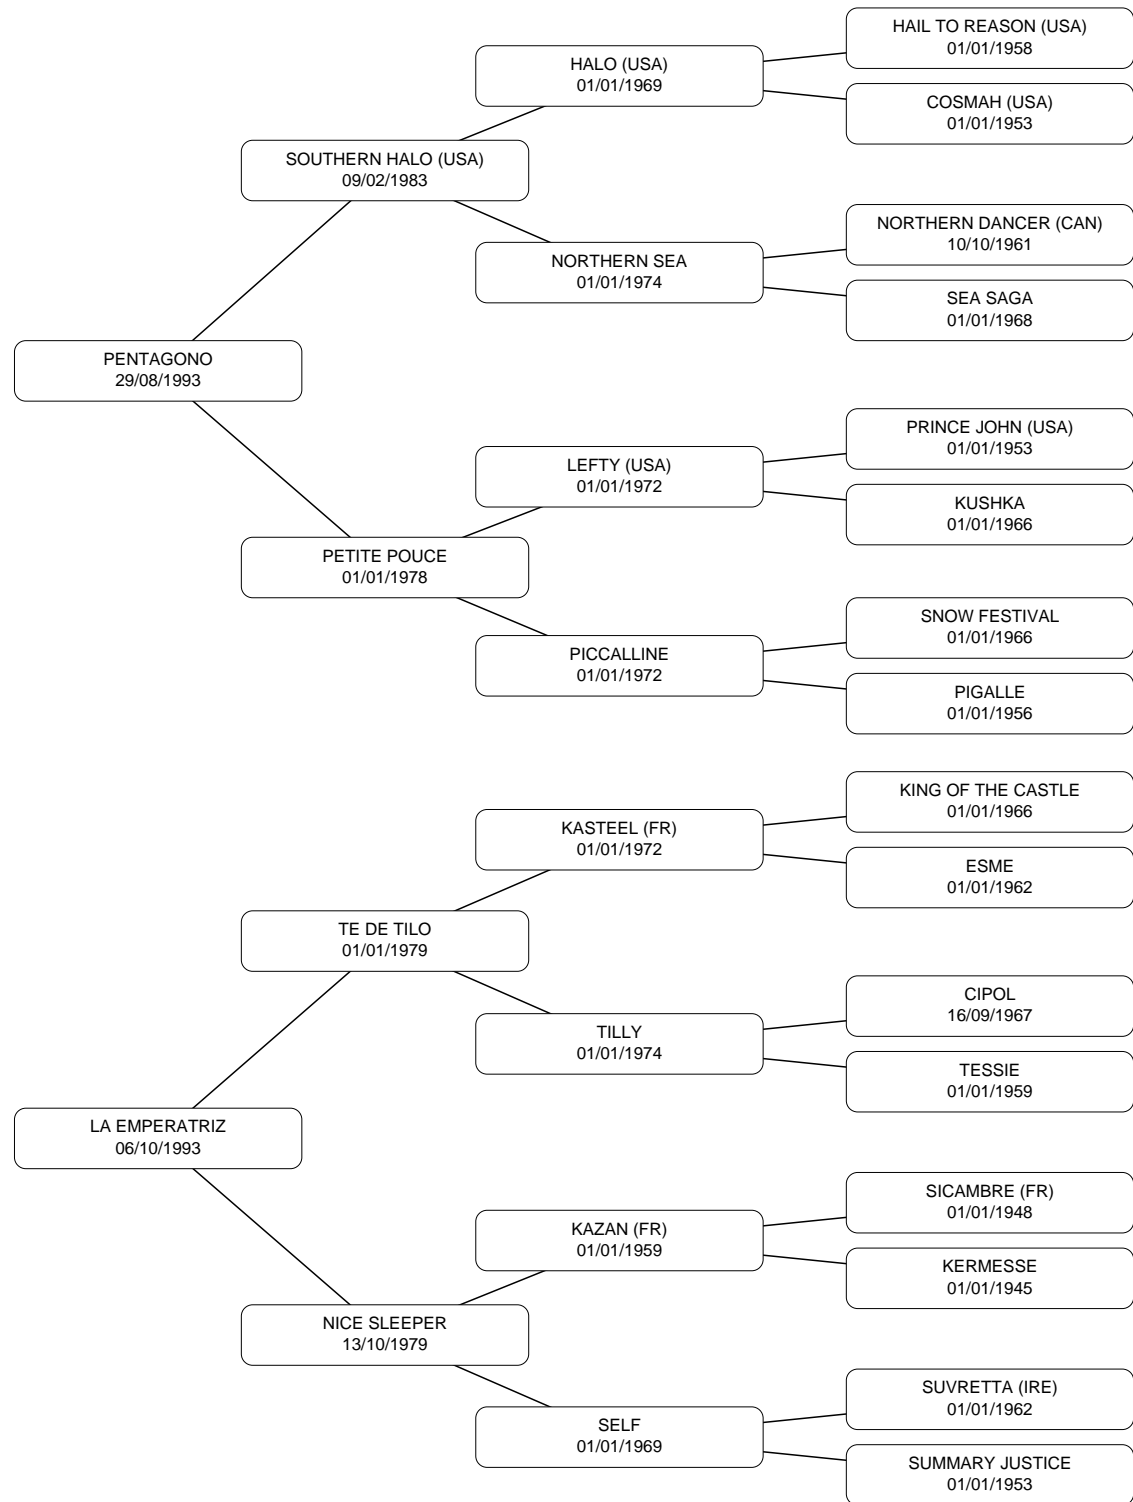 HAIL TO REASON (USA)
01/01/1958
HALO (USA)
01/01/1969
COSMAH (USA)
01/01/1953
SOUTHERN HALO (USA)
09/02/1983
NORTHERN DANCER (CAN)
10/10/1961
NORTHERN SEA
01/01/1974
SEA SAGA
01/01/1968
PENTAGONO
29/08/1993
PRINCE JOHN (USA)
01/01/1953
LEFTY (USA)
01/01/1972
KUSHKA
01/01/1966
PETITE POUCE
01/01/1978
SNOW FESTIVAL
01/01/1966
PICCALLINE
01/01/1972
PIGALLE
01/01/1956
KING OF THE CASTLE
01/01/1966
KASTEEL (FR)
01/01/1972
ESME
01/01/1962
TE DE TILO
01/01/1979
CIPOL
16/09/1967
TILLY
01/01/1974
TESSIE
01/01/1959
LA EMPERATRIZ
06/10/1993
SICAMBRE (FR)
01/01/1948
KAZAN (FR)
01/01/1959
KERMESSE
01/01/1945
NICE SLEEPER
13/10/1979
SUVRETTA (IRE)
01/01/1962
SELF
01/01/1969
SUMMARY JUSTICE
01/01/1953